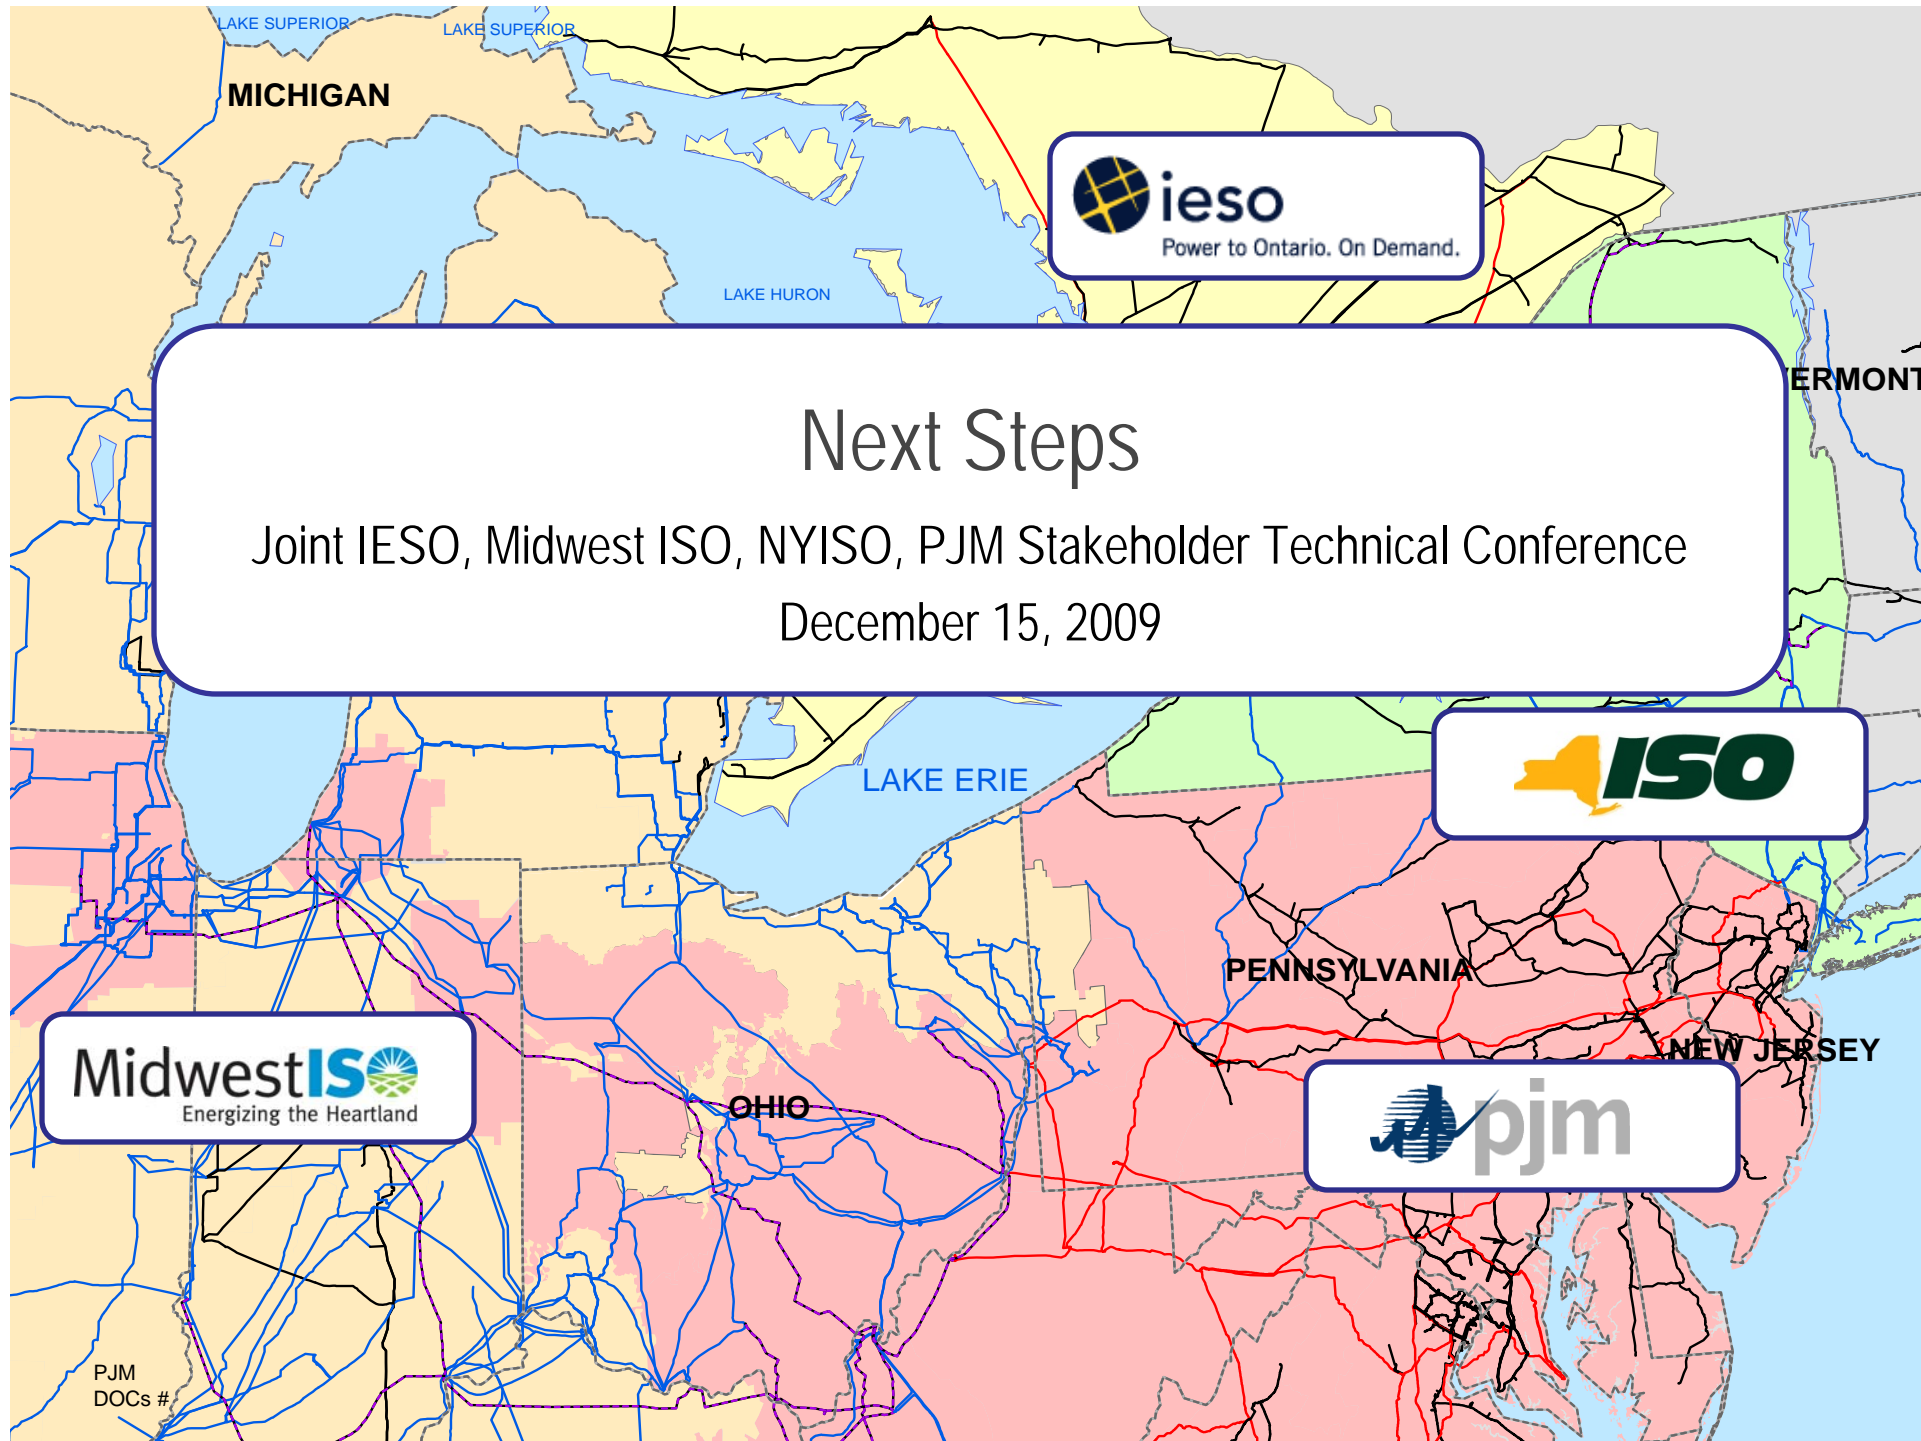 LAKE SUPERIOR
LAKE SUPERIOR
MICHIGAN
ieso
Power to Ontario. On Demand.
LAKE HURON
ERMONT
Next Steps
Joint IESO, Midwest ISO, NYISO, PJM Stakeholder Technical Conference
December 15, 2009
LAKE ERIE
ISO
PENNSYLVANIA
NEW JERSEY
MidwestISO
Energizing the Heartland
OHIO
pjm
PJM
DOCs #